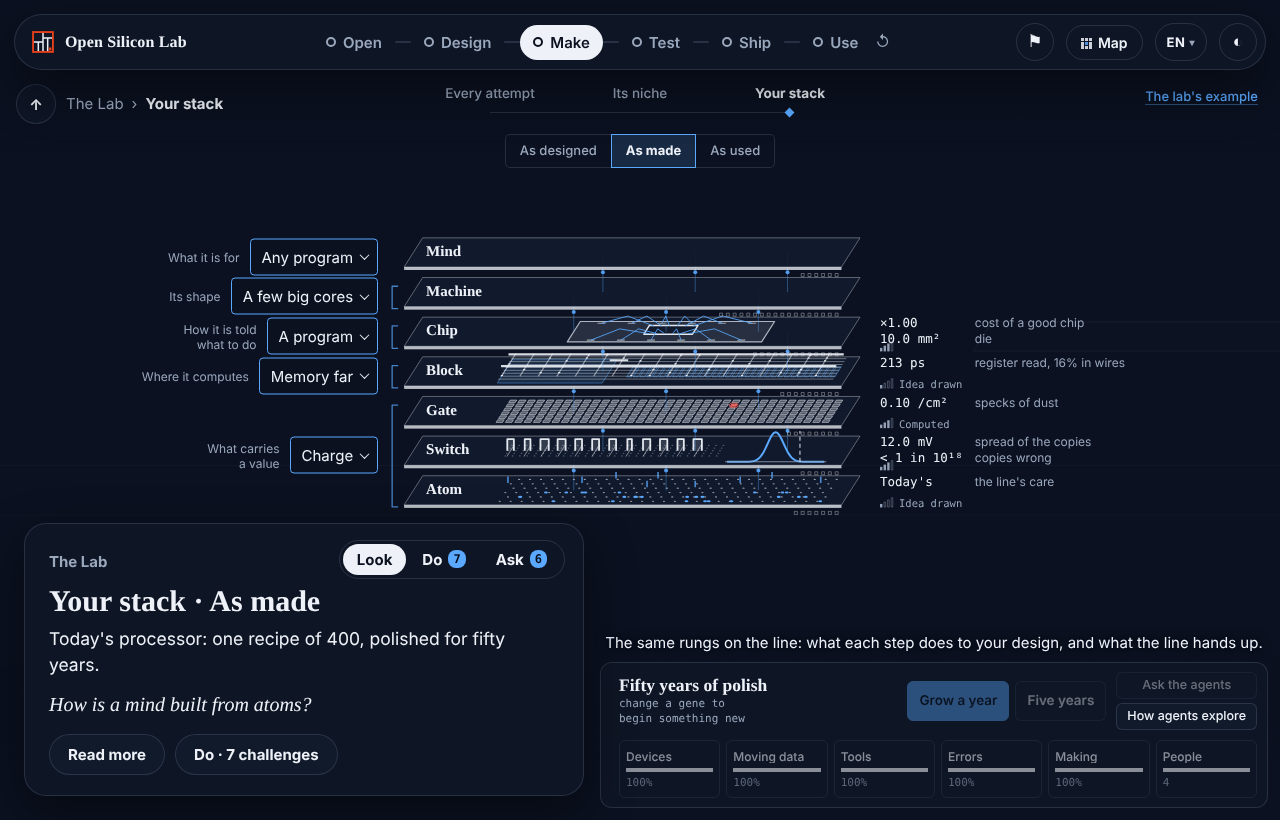 Open Silicon Lab
Open
Design
Make
Test
Ship
Use
Map
EN
The Lab › Your stack
Every attempt
Its niche
Your stack
The lab's example
As designed
As made
As used
What it is for
Any program
Mind
Its shape
A few big cores
Machine
How it is told
what to do
A program
Chip
×1.00
cost of a good chip
10.0 mm²
die
Where it computes
Memory far
Block
213 ps
register read, 16% in wires
Idea drawn
Gate
0.10 /cm²
specks of dust
Computed
What carries
a value
Charge
Switch
12.0 mV
spread of the copies
< 1 in 10¹⁸
copies wrong
Atom
Today's
the line's care
Idea drawn
The Lab
Look
Do 7
Ask 6
Your stack · As made
Today's processor: one recipe of 400, polished for fifty
years.
How is a mind built from atoms?
Read more
Do · 7 challenges
The same rungs on the line: what each step does to your design, and what the line hands up.
Fifty years of polish
change a gene to
begin something new
Grow a year
Five years
Ask the agents
How agents explore
Devices
100%
Moving data
100%
Tools
100%
Errors
100%
Making
100%
People
4